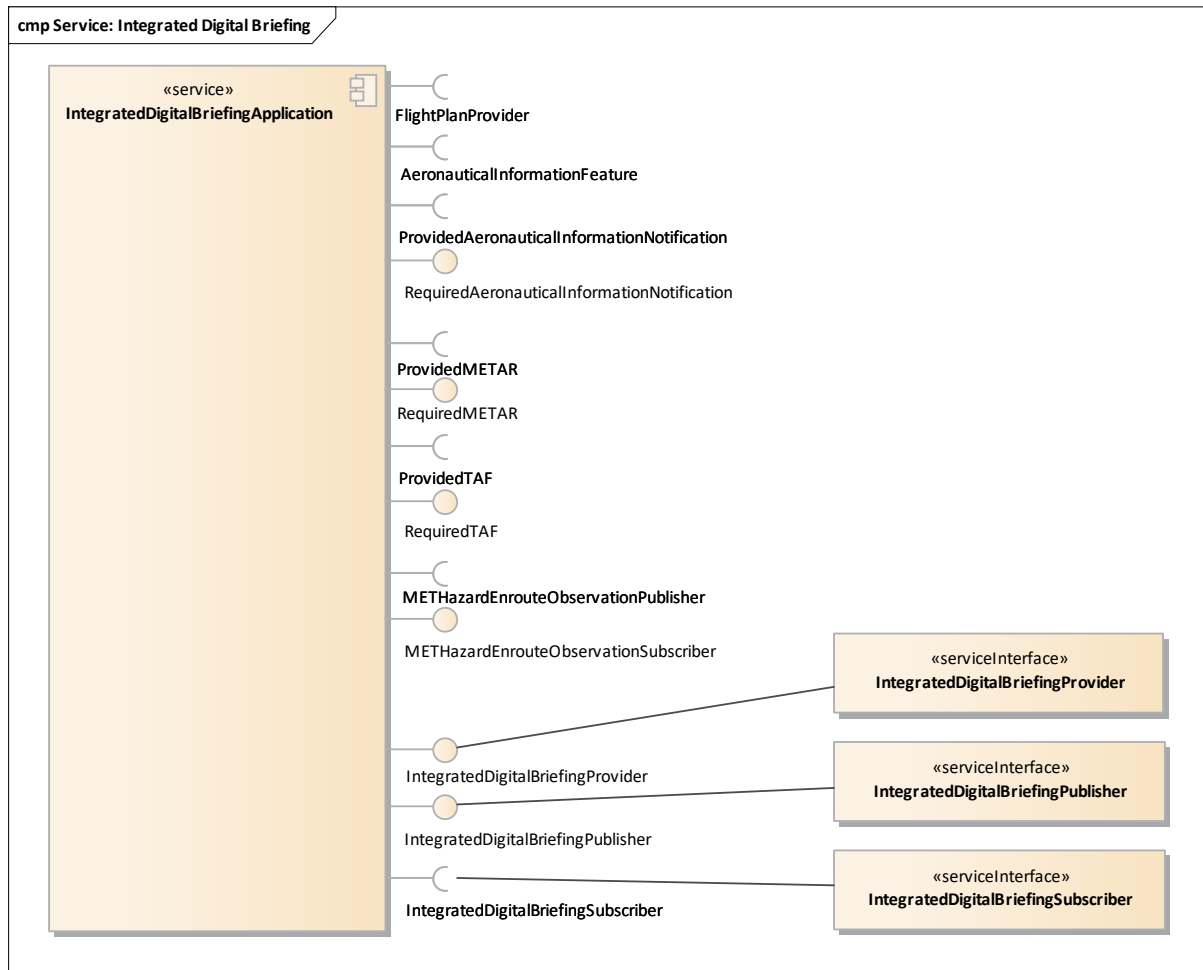 cmp Service: Integrated Digital Briefing
«service»
IntegratedDigitalBriefingApplication
FlightPlanProvider
AeronauticalInformationFeature
ProvidedAeronauticalInformationNotification
RequiredAeronauticalInformationNotification
ProvidedMETAR
RequiredMETAR
ProvidedTAF
RequiredTAF
METHazardEnrouteObservationPublisher
METHazardEnrouteObservationSubscriber
«serviceInterface»
IntegratedDigitalBriefingProvider
IntegratedDigitalBriefingProvider
«serviceInterface»
IntegratedDigitalBriefingPublisher
IntegratedDigitalBriefingPublisher
«serviceInterface»
IntegratedDigitalBriefingSubscriber
IntegratedDigitalBriefingSubscriber